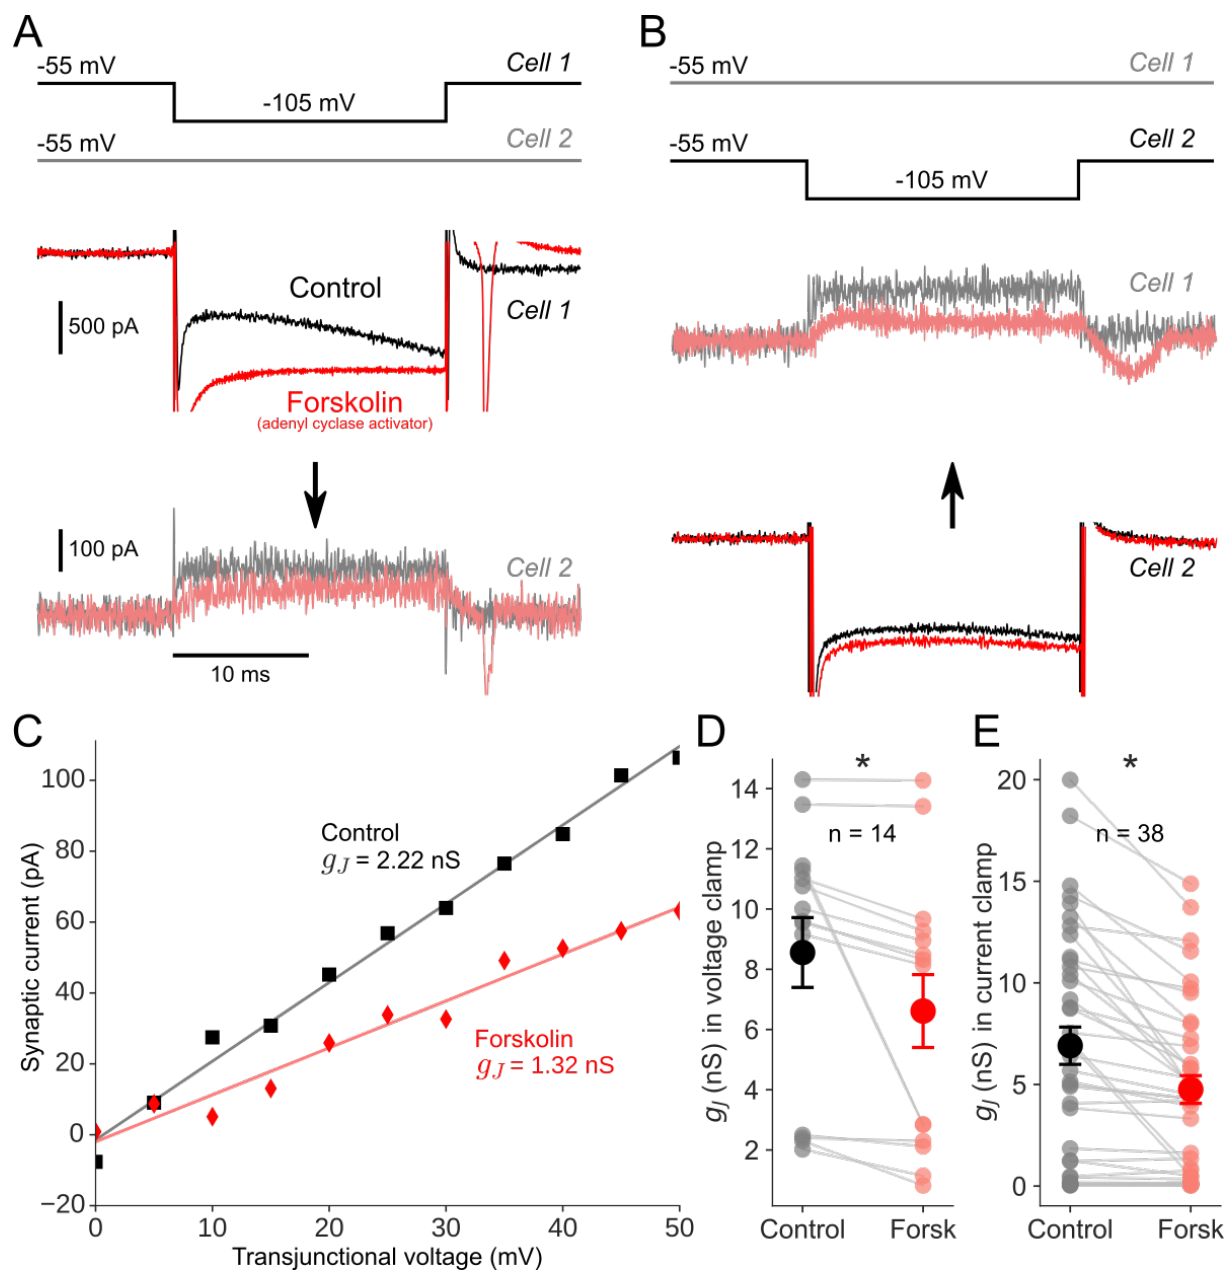 A
-55 mV
Cell 1
-105 mV
-55 mV
Cell 2
Control
500 pA
Cell 1
Forskolin
(adenyl cyclase activator)
100 pA
Cell 2
10 ms
B
-55 mV
Cell 1
-55 mV
Cell 2
-105 mV
Cell 1
Cell 2
C
Synaptic current (pA)
100
80
60
40
20
0
−20
Control
gJ = 2.22 nS
Forskolin
gJ = 1.32 nS
0
10
20
30
40
50
Transjunctional voltage (mV)
D
*
gJ (nS) in voltage clamp
14
12
10
8
6
4
2
n = 14
Control
Forsk
E
*
gJ (nS) in current clamp
20
15
10
5
0
n = 38
Control
Forsk